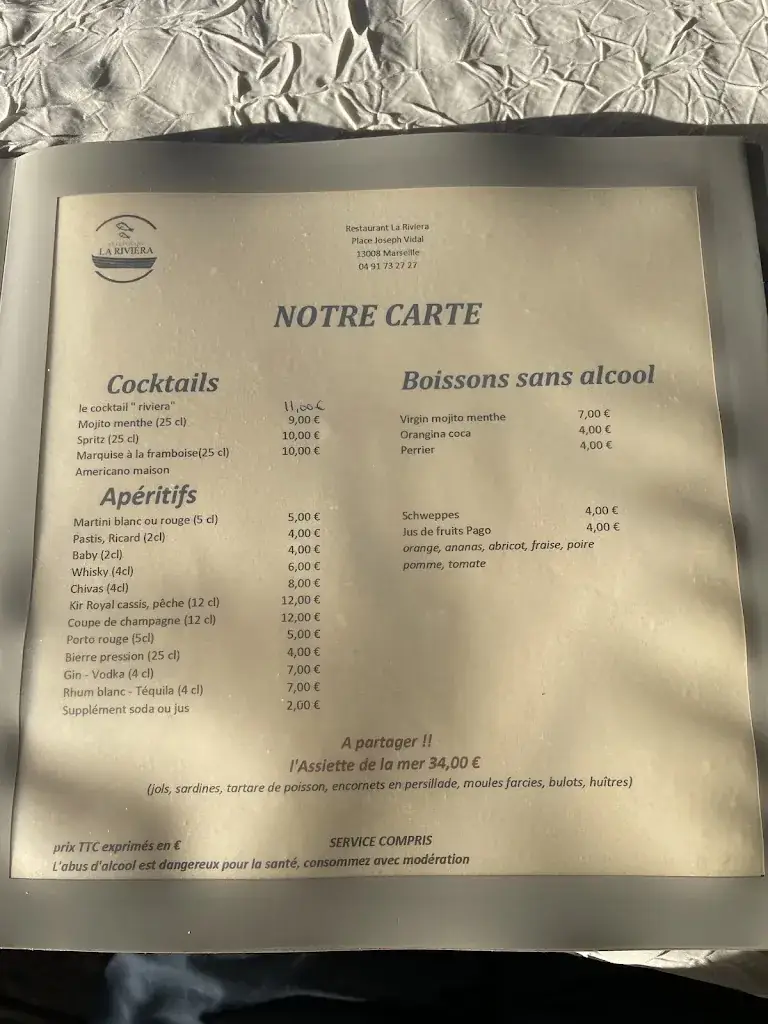 LA RIVIERA
Restaurant La Riviera
Place Joseph Vidal
13008 Marseille
04 91 73 27 27
NOTRE CARTE
Cocktails
le cocktail " riviera" 11,00 €
Mojito menthe (25 cl) 9,00 €
Spritz (25 cl) 10,00 €
Marquise à la framboise(25 cl) 10,00 €
Americano maison
Apéritifs
Martini blanc ou rouge (5 cl) 5,00 €
Pastis, Ricard (2cl) 4,00 €
Baby (2cl) 4,00 €
Whisky (4cl) 6,00 €
Chivas (4cl) 8,00 €
Kir Royal cassis, pêche (12 cl) 12,00 €
Coupe de champagne (12 cl) 12,00 €
Porto rouge (5cl) 5,00 €
Bierre pression (25 cl) 4,00 €
Gin - Vodka (4 cl) 7,00 €
Rhum blanc - Téquila (4 cl) 7,00 €
Supplément soda ou jus 2,00 €
Boissons sans alcool
Virgin mojito menthe 7,00 €
Orangina coca 4,00 €
Perrier 4,00 €
Schweppes 4,00 €
Jus de fruits Pago 4,00 €
orange, ananas, abricot, fraise, poire
pomme, tomate
A partager !!
l'Assiette de la mer 34,00 €
(jols, sardines, tartare de poisson, encornets en persillade, moules farcies, bulots, huîtres)
prix TTC exprimés en € SERVICE COMPRIS
L'abus d'alcool est dangereux pour la santé, consommez avec modération